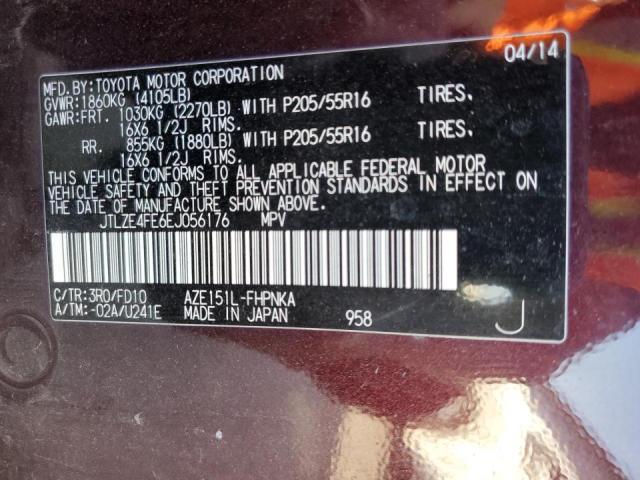 04/14
MFD.BY:TOYOTA MOTOR CORPORATION
GVWR:1860KG (4105LB)
GAWR:FRT. 1030KG (2270LB) WITH P205/55R16 TIRES.
16X6 1/2J RIMS.
RR. 855KG (1880LB) WITH P205/55R16 TIRES.
16X6 1/2J RIMS.
THIS VEHICLE CONFORMS TO ALL APPLICABLE FEDERAL MOTOR
VEHICLE SAFETY AND THEFT PREVENTION STANDARDS IN EFFECT ON
THE DATE OF MANUFACTURE SHOWN ABOVE.
JTLZE4FE6EJ056176 MPV
C/TR:3R0/FD10 AZE151L-FHPNKA
A/TM:-02A/U241E MADE IN JAPAN 958 J